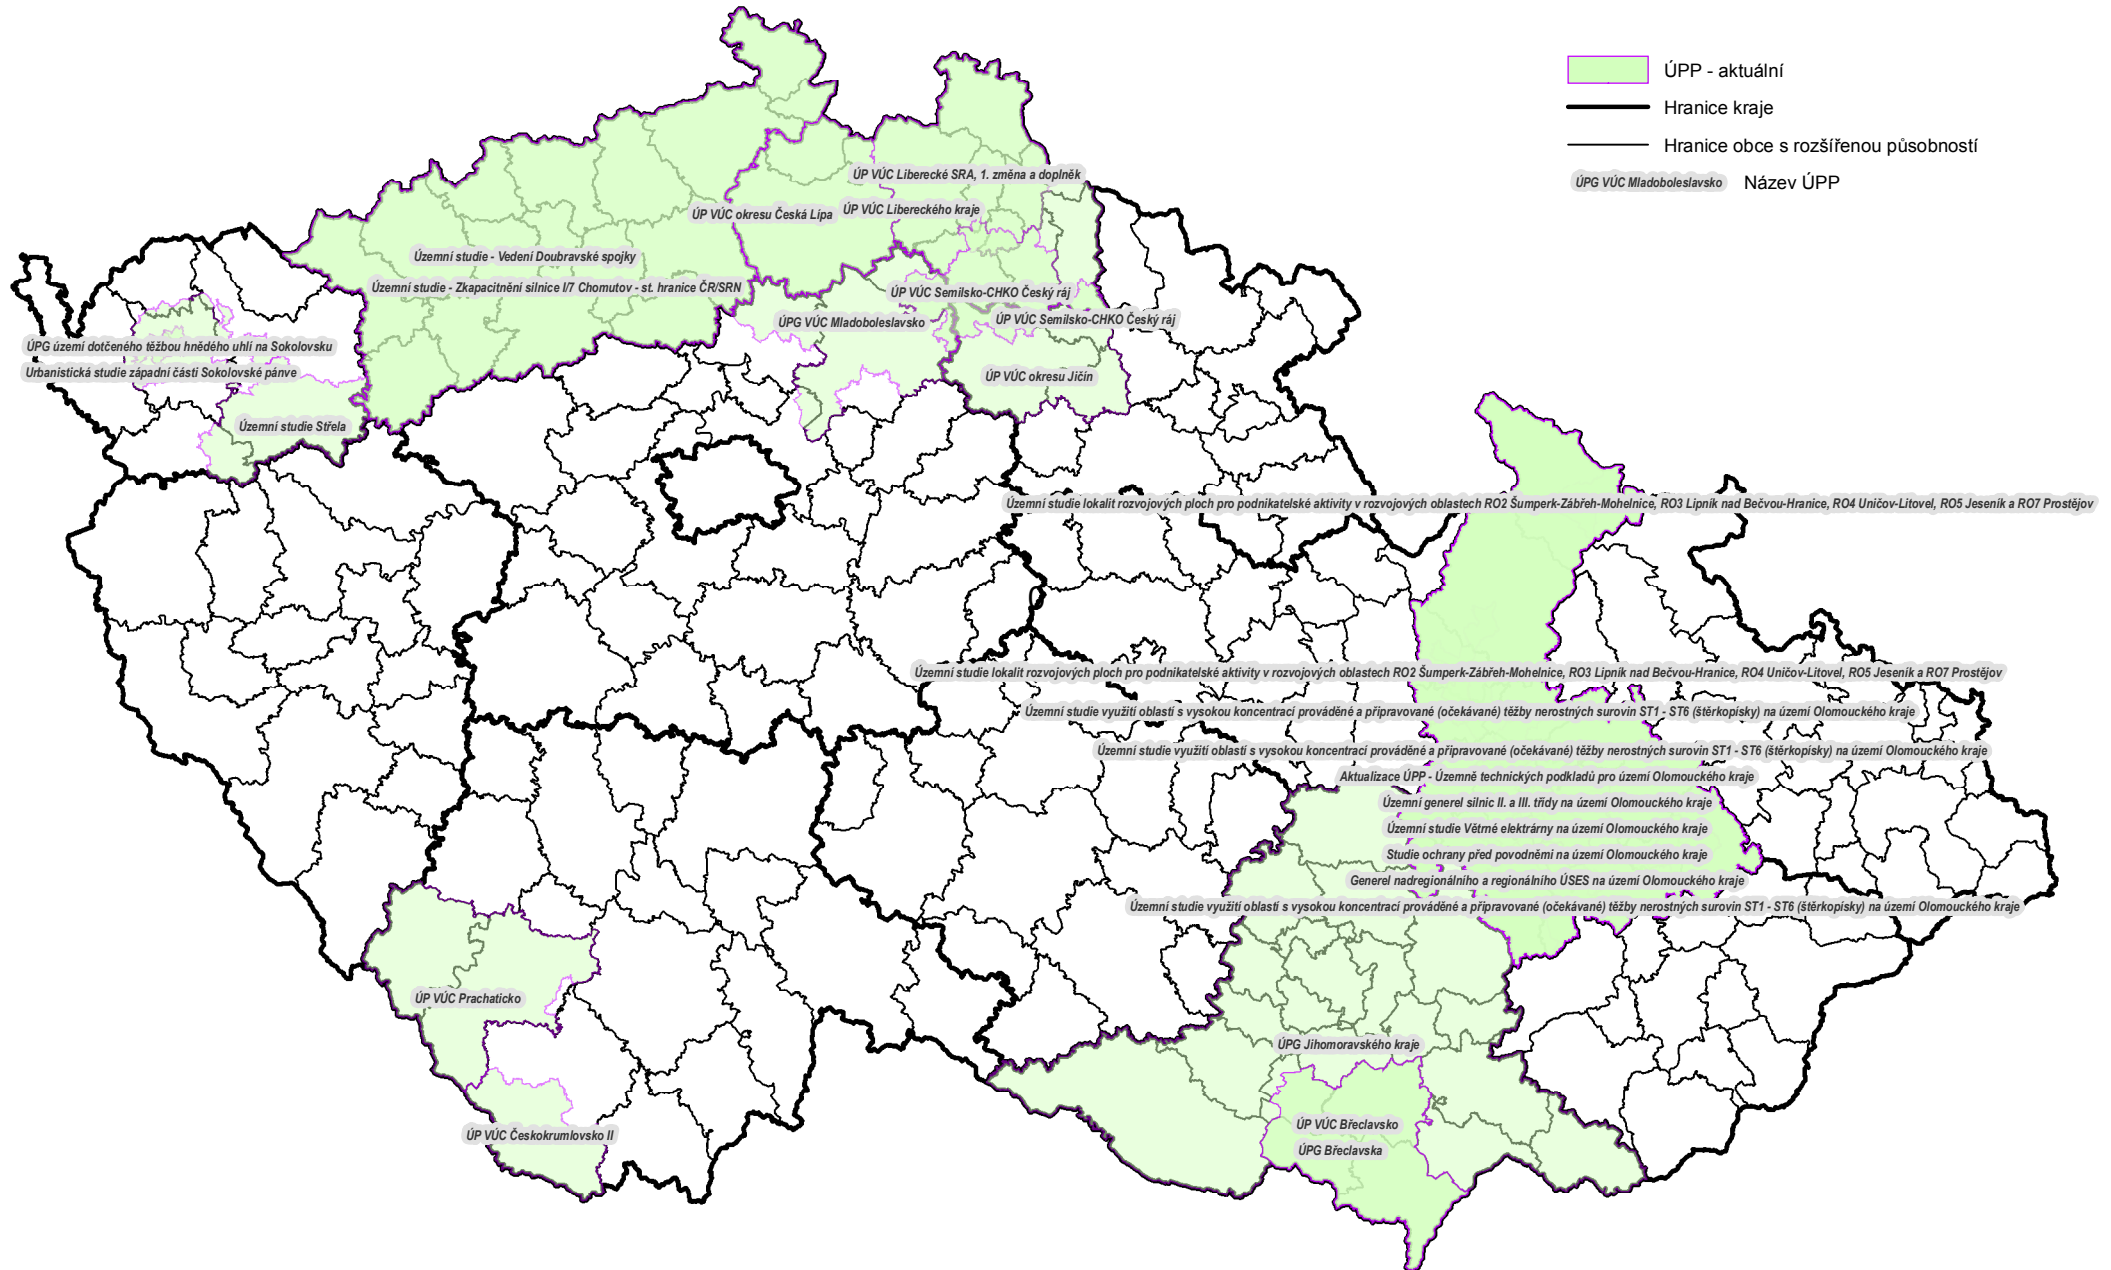 ÚPP - aktuální
Hranice kraje
Hranice obce s rozšířenou působností
ÚPG VÚC Mladoboleslavsko Název ÚPP
ÚP VÚC Liberecké SRA, 1. změna a doplněk
ÚP VÚC okresu Česká Lípa
ÚP VÚC Libereckého kraje
Územní studie - Vedení Doubravské spojky
Územní studie - Zkapacitnění silnice I/7 Chomutov - st. hranice ČR/SRN
ÚP VÚC Semilsko-CHKO Český ráj
ÚPG VÚC Mladoboleslavsko
ÚP VÚC Semilsko-CHKO Český ráj
ÚPG území dotčeného těžbou hnědého uhlí na Sokolovsku
Urbanistická studie západní části Sokolovské pánve
ÚP VÚC okresu Jičín
Územní studie Střela
Územní studie lokalit rozvojových ploch pro podnikatelské aktivity v rozvojových oblastech RO2 Šumperk-Zábřeh-Mohelnice, RO3 Lipník nad Bečvou-Hranice, RO4 Uničov-Litovel, RO5 Jeseník a RO7 Prostějov
Územní studie lokalit rozvojových ploch pro podnikatelské aktivity v rozvojových oblastech RO2 Šumperk-Zábřeh-Mohelnice, RO3 Lipník nad Bečvou-Hranice, RO4 Uničov-Litovel, RO5 Jeseník a RO7 Prostějov
Územní studie využití oblastí s vysokou koncentrací prováděné a připravované (očekávané) těžby nerostných surovin ST1 - ST6 (štěrkopísky) na území Olomouckého kraje
Územní studie využití oblastí s vysokou koncentrací prováděné a připravované (očekávané) těžby nerostných surovin ST1 - ST6 (štěrkopísky) na území Olomouckého kraje
Aktualizace ÚPP - Územně technických podkladů pro území Olomouckého kraje
Územní generel silnic II. a III. třídy na území Olomouckého kraje
Územní studie Větrné elektrárny na území Olomouckého kraje
Studie ochrany před povodněmi na území Olomouckého kraje
Generel nadregionálního a regionálního ÚSES na území Olomouckého kraje
Územní studie využití oblastí s vysokou koncentrací prováděné a připravované (očekávané) těžby nerostných surovin ST1 - ST6 (štěrkopísky) na území Olomouckého kraje
ÚP VÚC Prachaticko
ÚPG Jihomoravského kraje
ÚP VÚC Břeclavsko
ÚP VÚC Českokrumlovsko II
ÚPG Břeclavska